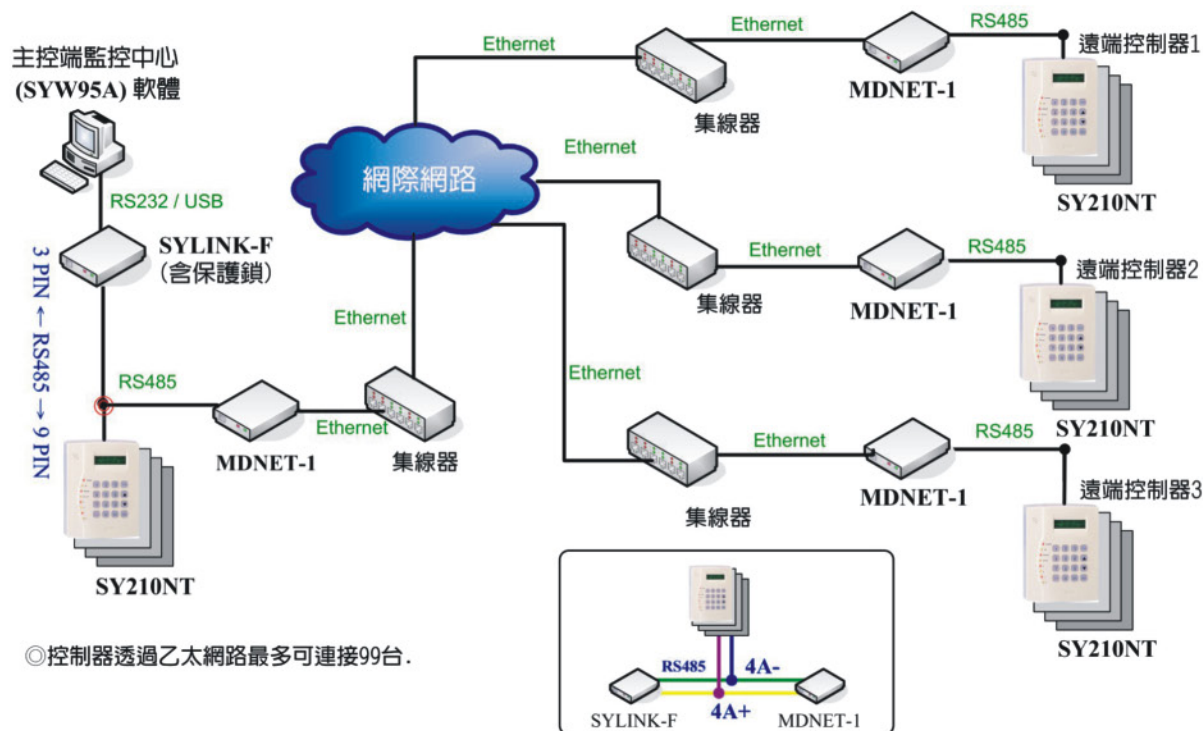 主控端監控中心
(SYW95A) 軟體
RS232 / USB
SYLINK-F
(含保護鎖)
3 PIN ← RS485 → 9 PIN
RS485
MDNET-1
Ethernet
集線器
SY210NT
Ethernet
網際網路
Ethernet
集線器
Ethernet
MDNET-1
RS485
遠端控制器1
SY210NT
Ethernet
集線器
Ethernet
MDNET-1
RS485
遠端控制器2
SY210NT
Ethernet
集線器
Ethernet
MDNET-1
RS485
遠端控制器3
SY210NT
◎控制器透過乙太網路最多可連接99台.
RS485
4A-
4A+
SYLINK-F
MDNET-1